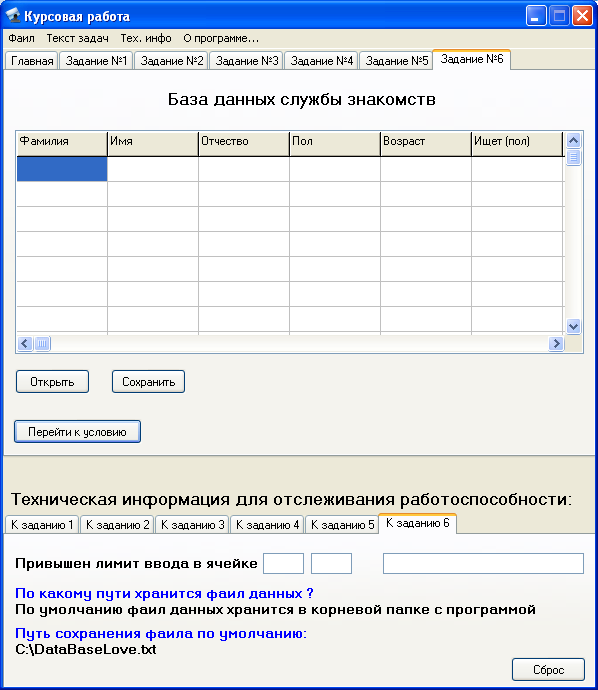 Курсовая работа
Фаил Текст задач Тех. инфо О программе...
Главная Задание №1 Задание №2 Задание №3 Задание №4 Задание №5 Задание №6
База данных службы знакомств
Фамилия Имя Отчество Пол Возраст Ищет (пол)
Открыть Сохранить
Перейти к условию
Техническая информация для отслеживания работоспособности:
К заданию 1 К заданию 2 К заданию 3 К заданию 4 К заданию 5 К заданию 6
Привышен лимит ввода в ячейке
По какому пути хранится фаил данных ?
По умолчанию фаил данных хранится в корневой папке с программой
Путь сохранения фаила по умолчанию:
C:\DataBaseLove.txt
Сброс